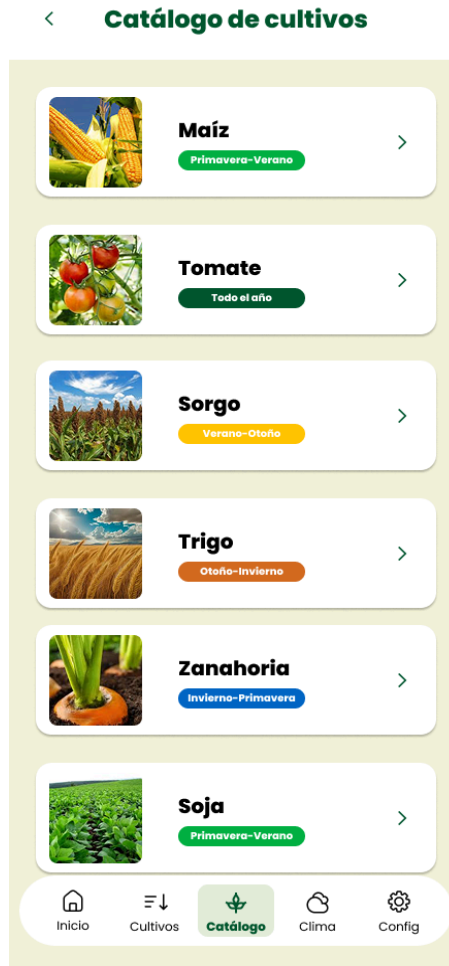 Catálogo de cultivos
Maíz
Primavera-Verano
Tomate
Todo el año
Sorgo
Verano-Otoño
Trigo
Otoño-Invierno
Zanahoria
Invierno-Primavera
Soja
Primavera-Verano
Inicio
Cultivos
Catálogo
Clima
Config